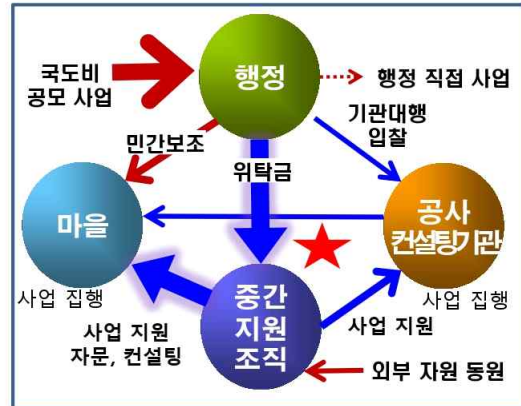 국도비
공모 사업
행정
행정 직접 사업
민간보조
위탁금
기관대행
입찰
마을
공사
컨설팅기관
사업 집행
사업 집행
중간
지원
조직
사업 지원
자문, 컨설팅
사업 지원
외부 자원 동원